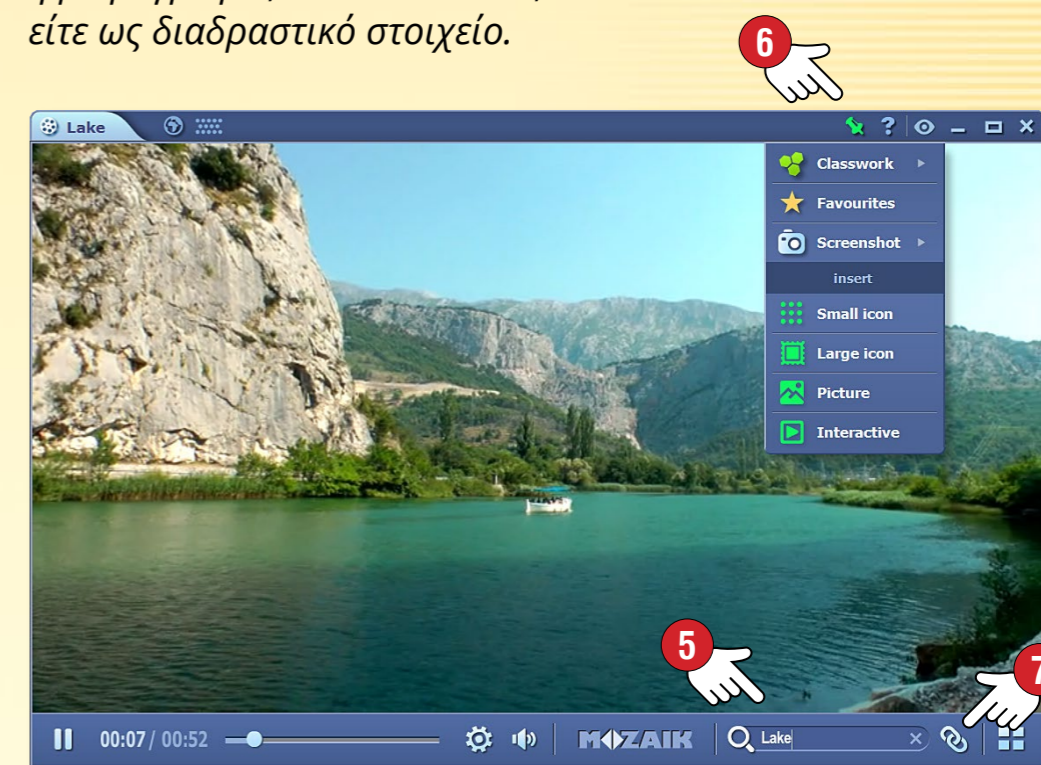 είτε ως διαδραστικό στοιχείο.
6
Lake
?
Classwork
Favourites
Screenshot
insert
Small icon
Large icon
Picture
Interactive
5
7
00:07 / 00:52
MOZAIK
Lake